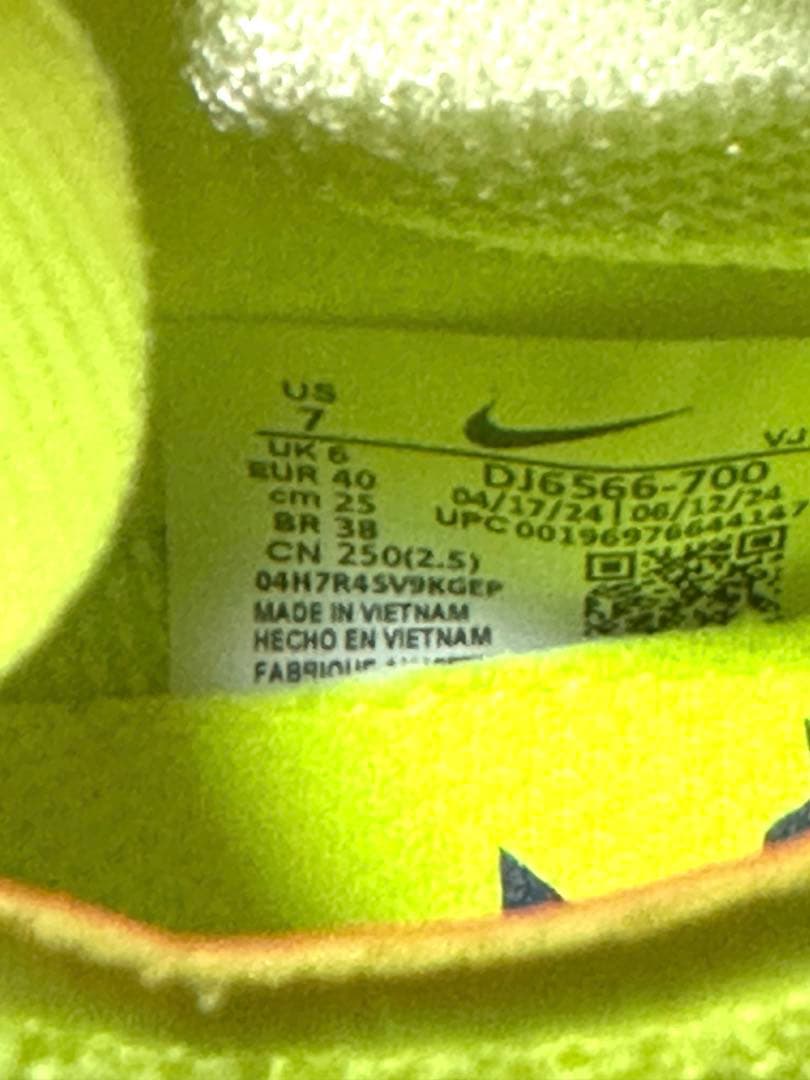 US
7
UK 6
EUR 40
cm 25
BR 38
CN 250(2.5)
04H7R4SV9KGEP
MADE IN VIETNAM
HECHO EN VIETNAM
VJ
DJ6566-700
04/17/24 | 06/12/24
UPC 00196976644147